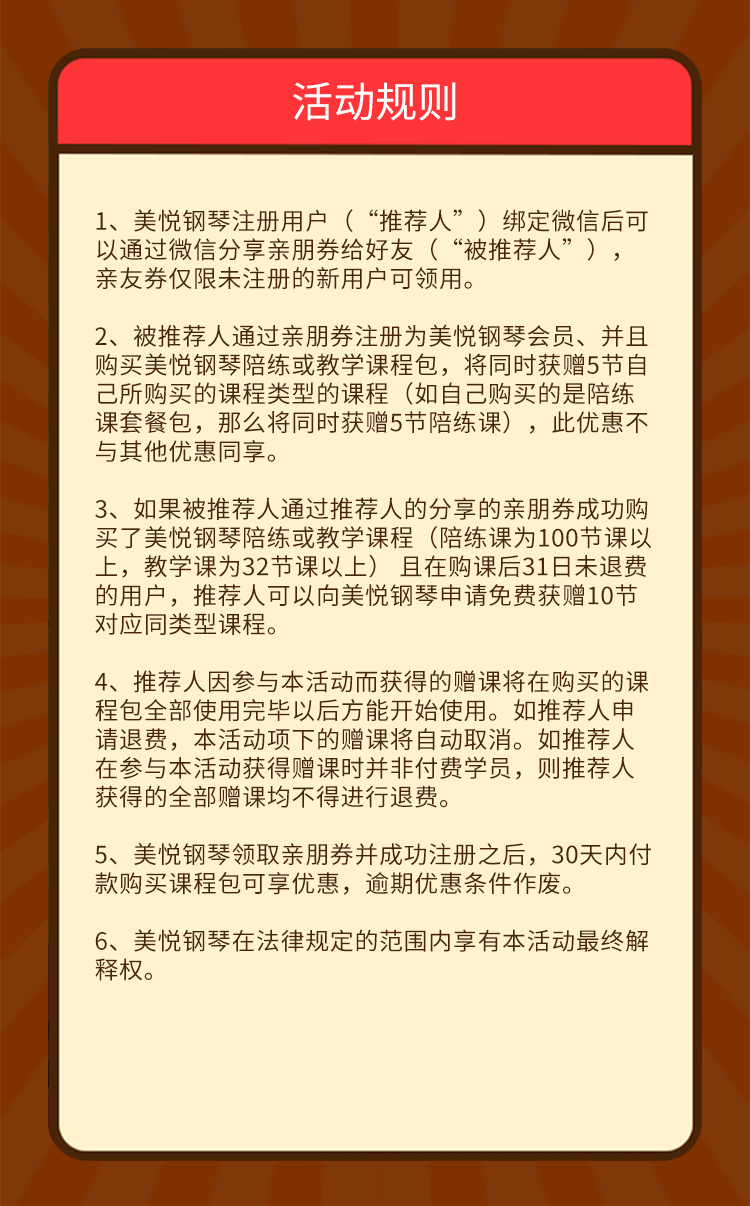 活动规则
1、美悦钢琴注册用户（“推荐人”）绑定微信后可
以通过微信分享亲朋券给好友（“被推荐人”），
亲友券仅限未注册的新用户可领用。
2、被推荐人通过亲朋券注册为美悦钢琴会员、并且
购买美悦钢琴陪练或教学课程包，将同时获赠5节自
己所购买的课程类型的课程（如自己购买的是陪练
课套餐包，那么将同时获赠5节陪练课），此优惠不
与其他优惠同享。
3、如果被推荐人通过推荐人的分享的亲朋券成功购
买了美悦钢琴陪练或教学课程（陪练课为100节课以
上，教学课为32节课以上） 且在购课后31日未退费
的用户，推荐人可以向美悦钢琴申请免费获赠10节
对应同类型课程。
4、推荐人因参与本活动而获得的赠课将在购买的课
程包全部使用完毕以后方能开始使用。如推荐人申
请退费，本活动项下的赠课将自动取消。如推荐人
在参与本活动获得赠课时并非付费学员，则推荐人
获得的全部赠课均不得进行退费。
5、美悦钢琴领取亲朋券并成功注册之后，30天内付
款购买课程包可享优惠，逾期优惠条件作废。
6、美悦钢琴在法律规定的范围内享有本活动最终解
释权。